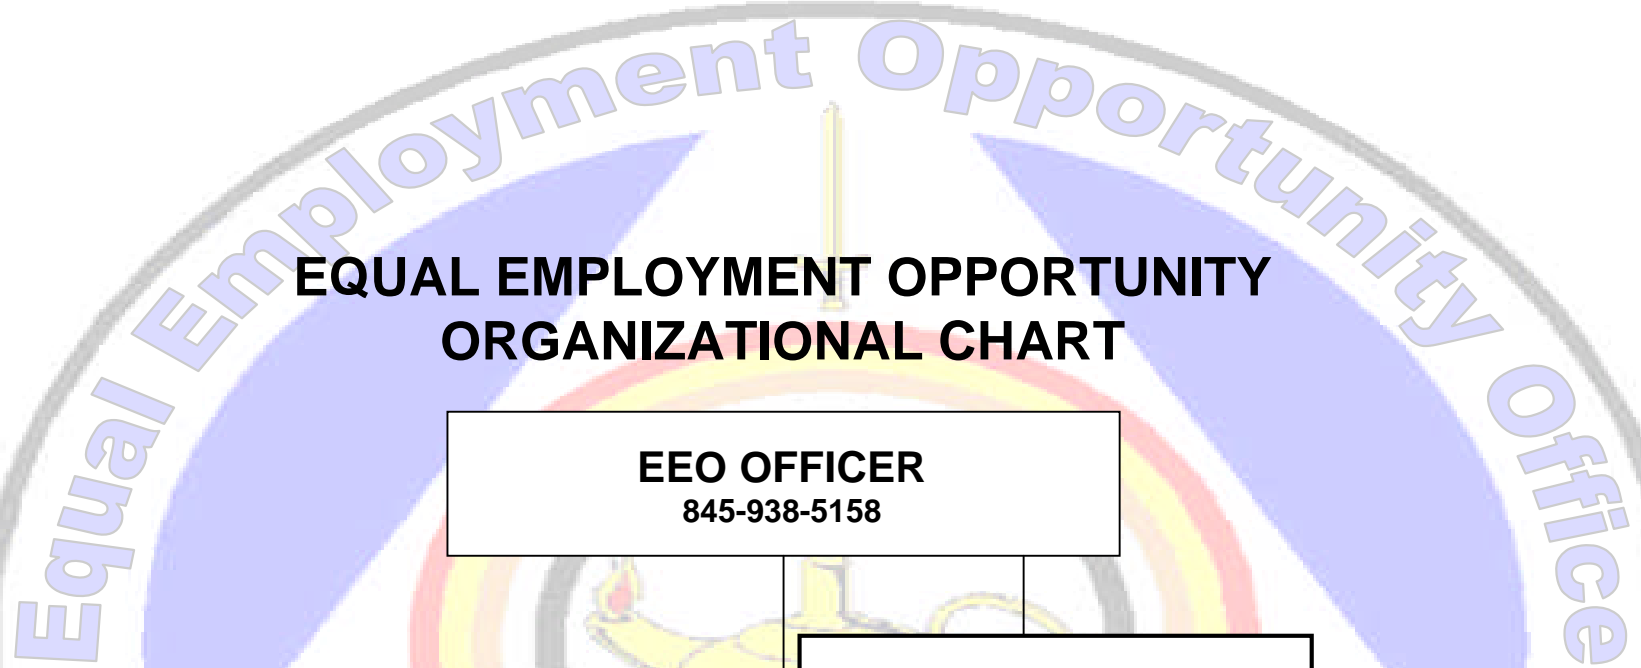 Equal Employment Opportunity Office
EQUAL EMPLOYMENT OPPORTUNITY
ORGANIZATIONAL CHART
EEO OFFICER
845-938-5158